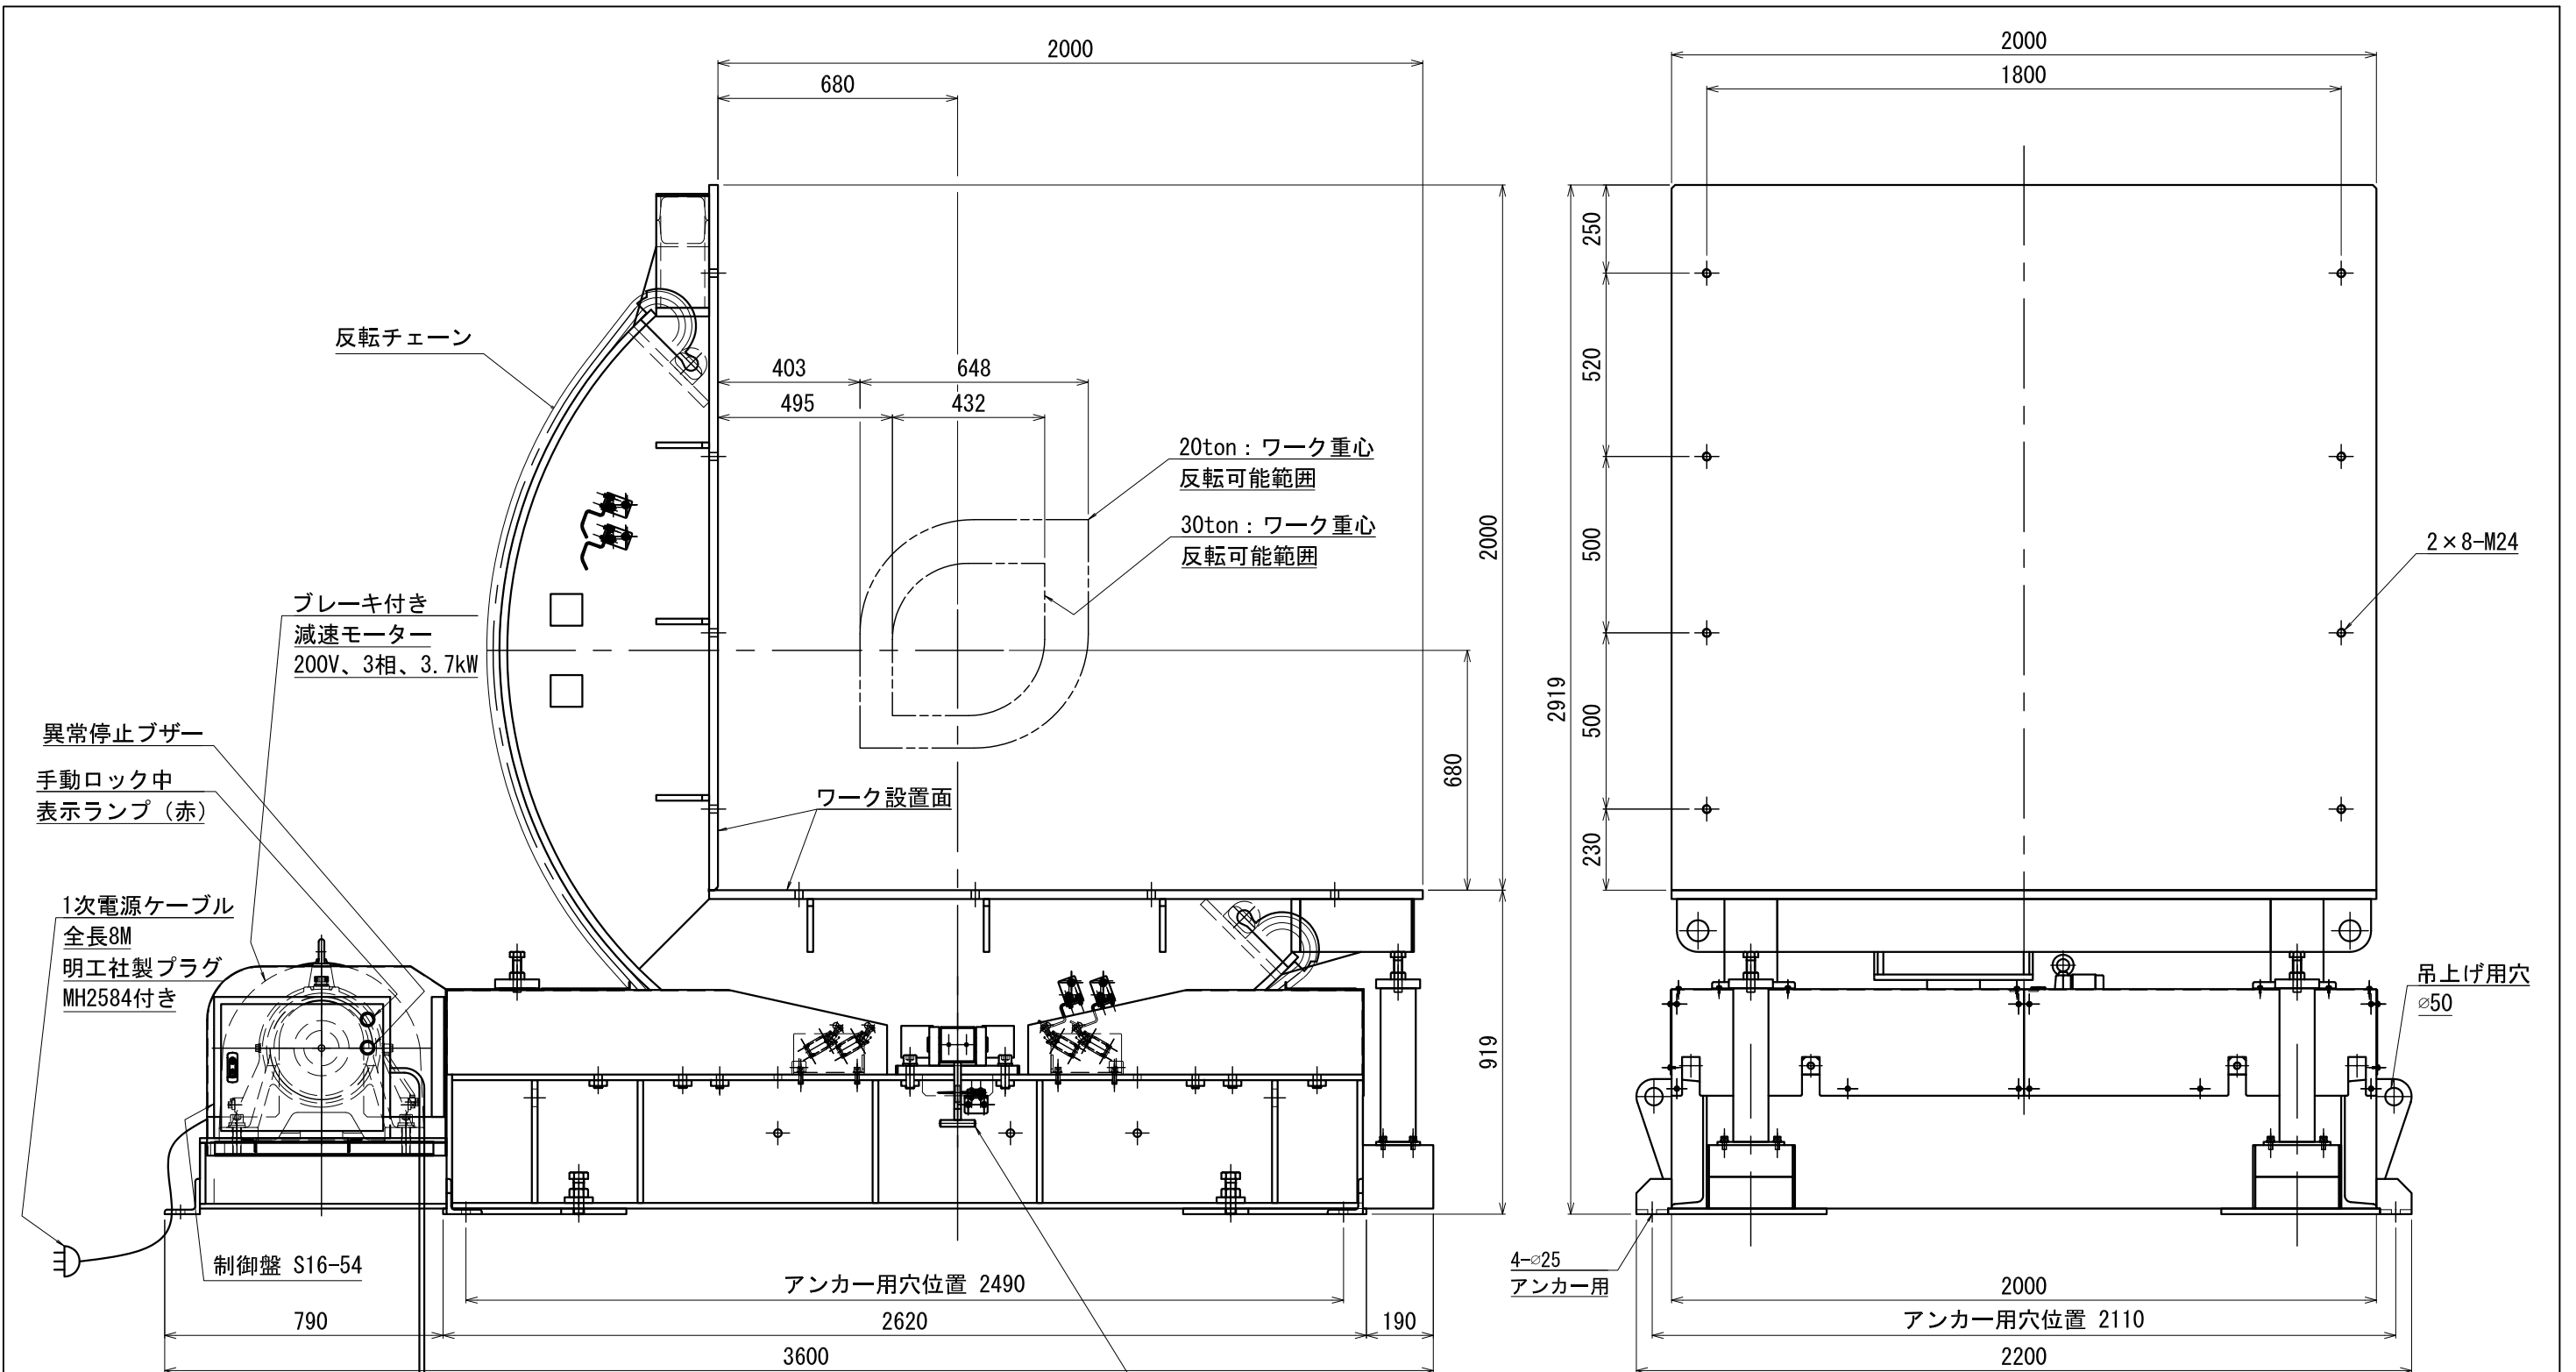 2000
680
2000
1800
反転チェーン
403
648
495
432
20ton：ワーク重心
反転可能範囲
30ton：ワーク重心
反転可能範囲
250
520
500
500
230
2919
2000
680
919
2×8-M24
ブレーキ付き
減速モーター
200V、3相、3.7kW
異常停止ブザー
手動ロック中
表示ランプ（赤）
ワーク設置面
1次電源ケーブル
全長8M
明工社製プラグ
MH2584付き
吊上げ用穴
⌀50
制御盤 S16-54
4-⌀25
アンカー用
アンカー用穴位置 2490
2000
790
2620
190
アンカー用穴位置 2110
3600
2200